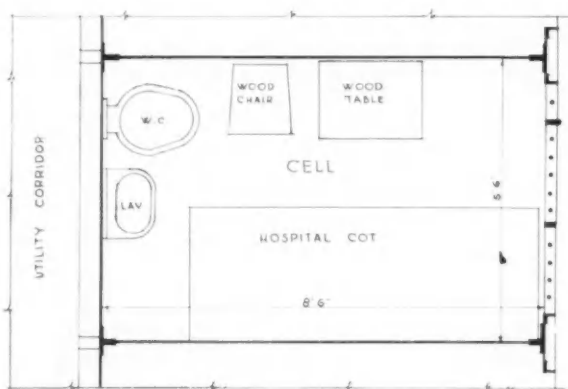 UTILITY CORRIDOR
W.C
WOOD
CHAIR
WOOD
TABLE
CELL
LAV.
HOSPITAL COT
5'6"
8'6"